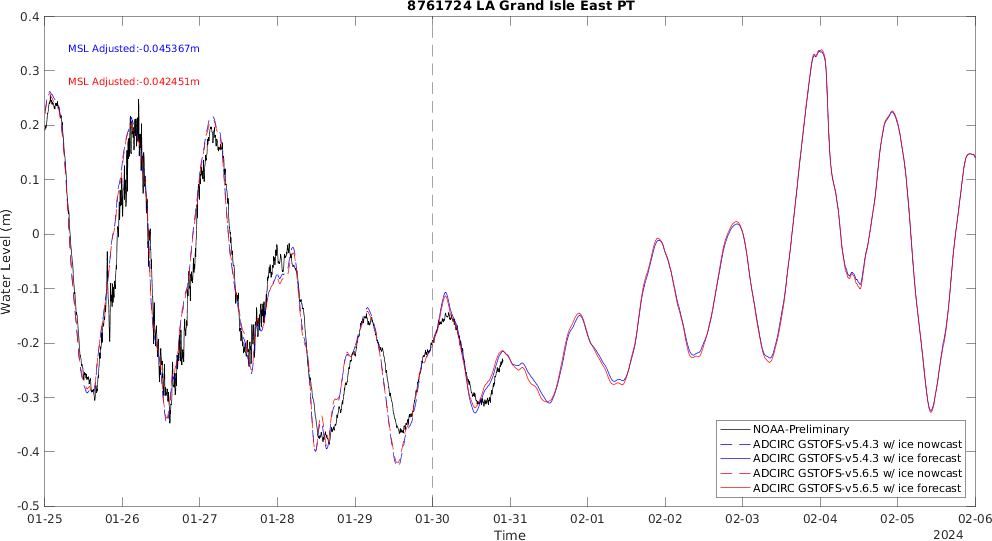 8761724 LA Grand Isle East PT
MSL Adjusted:-0.045367m
MSL Adjusted:-0.042451m
Water Level (m)
0.4
0.3
0.2
0.1
0
-0.1
-0.2
-0.3
-0.4
-0.5
NOAA-Preliminary
ADCIRC GSTOFS-v5.4.3 w/ ice nowcast
ADCIRC GSTOFS-v5.4.3 w/ ice forecast
ADCIRC GSTOFS-v5.6.5 w/ ice nowcast
ADCIRC GSTOFS-v5.6.5 w/ ice forecast
01-25 01-26 01-27 01-28 01-29 01-30 01-31 02-01 02-02 02-03 02-04 02-05 02-06
Time
2024